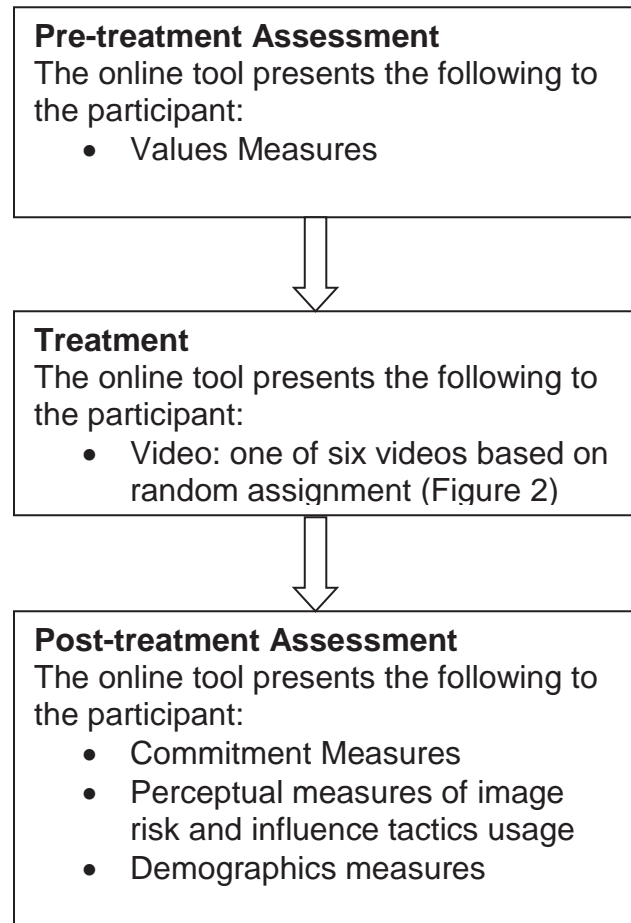 Pre-treatment Assessment
The online tool presents the following to
the participant:
• Values Measures
Treatment
The online tool presents the following to
the participant:
• Video: one of six videos based on
random assignment (Figure 2)
Post-treatment Assessment
The online tool presents the following to
the participant:
• Commitment Measures
• Perceptual measures of image
risk and influence tactics usage
• Demographics measures